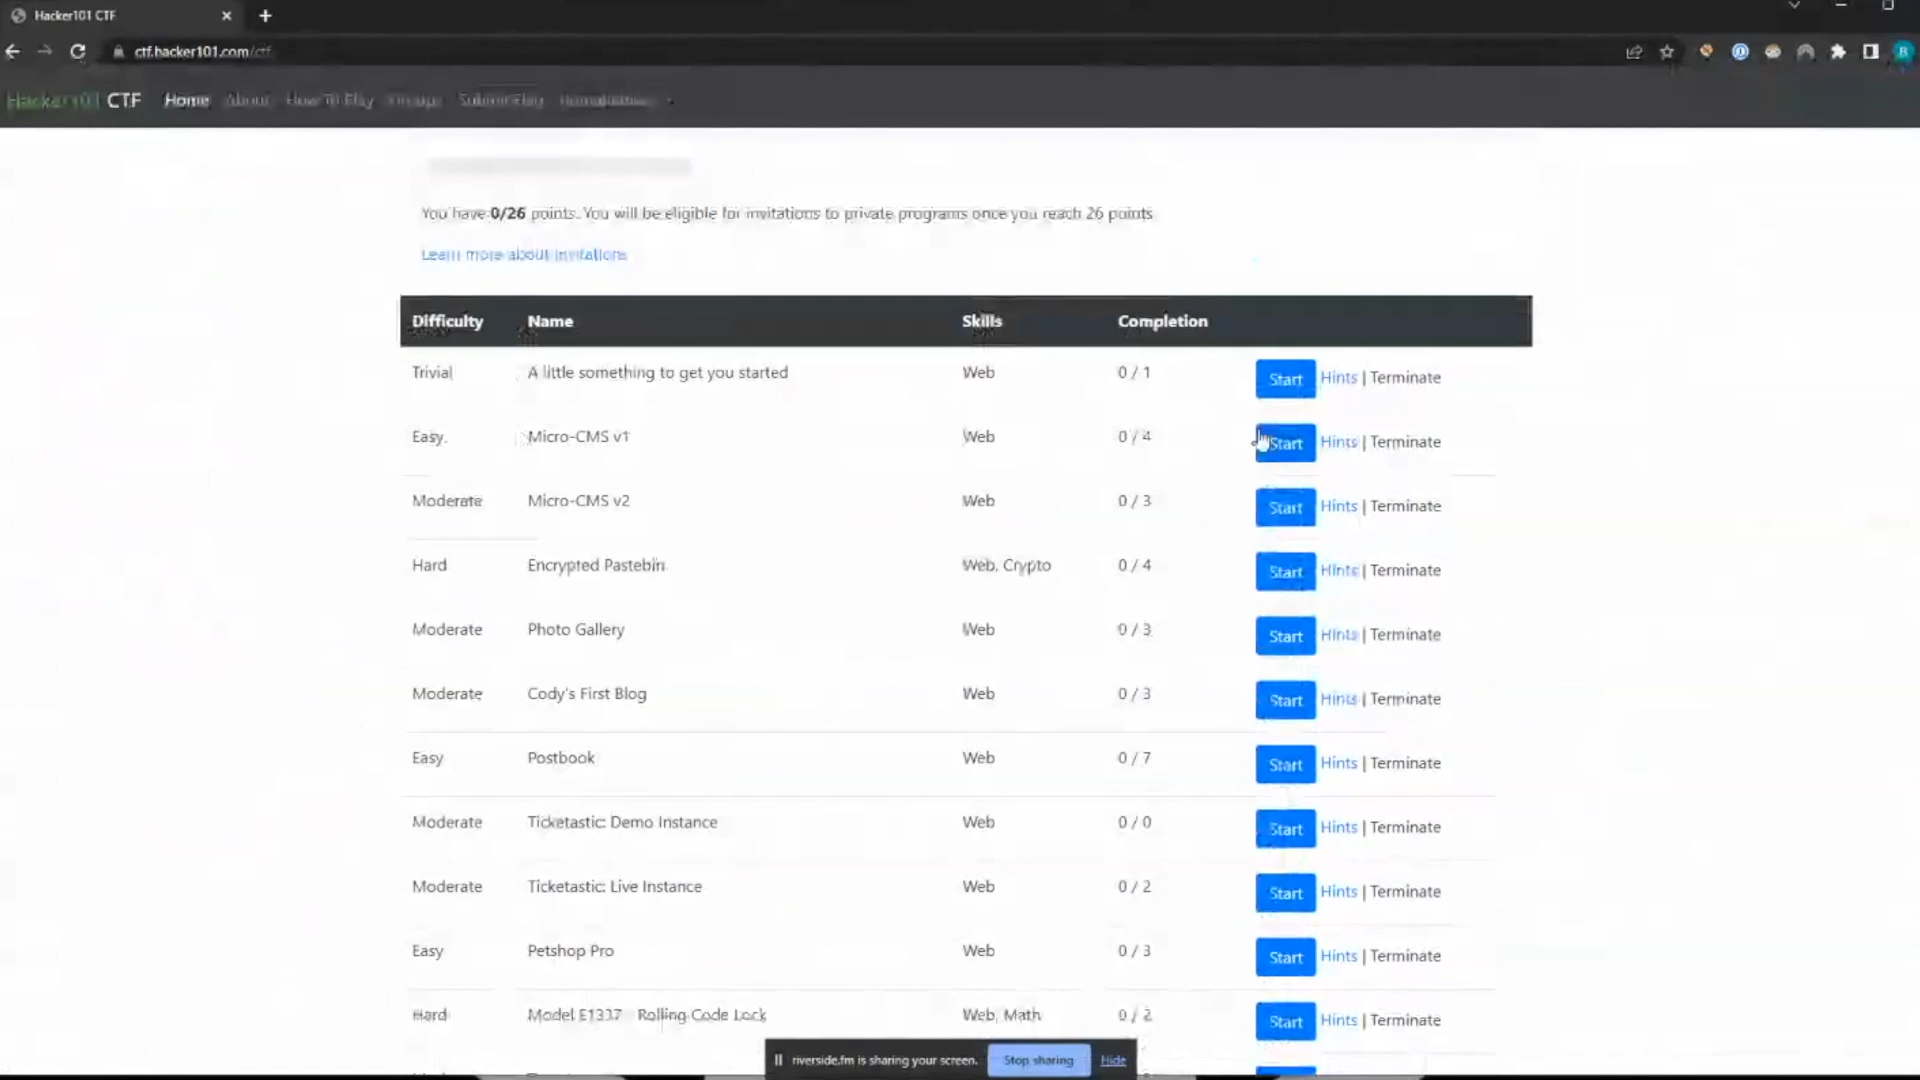 Hacker101 CTF
ctf.hacker101.com/ctf
Hacker101 CTF Home About How To Play Groups Submit Flag
You have 0/26 points. You will be eligible for invitations to private programs once you reach 26 points
Learn more about invitations
Difficulty Name Skills Completion
Trivial A little something to get you started Web 0 / 1 Start Hints | Terminate
Easy Micro-CMS v1 Web 0 / 4 Start Hints | Terminate
Moderate Micro-CMS v2 Web 0 / 3 Start Hints | Terminate
Hard Encrypted Pastebin Web, Crypto 0 / 4 Start Hints | Terminate
Moderate Photo Gallery Web 0 / 3 Start Hints | Terminate
Moderate Cody's First Blog Web 0 / 3 Start Hints | Terminate
Easy Postbook Web 0 / 7 Start Hints | Terminate
Moderate Ticketastic: Demo Instance Web 0 / 0 Start Hints | Terminate
Moderate Ticketastic: Live Instance Web 0 / 2 Start Hints | Terminate
Easy Petshop Pro Web 0 / 3 Start Hints | Terminate
Hard Model E1337 - Rolling Code Lock Web, Math 0 / 2 Start Hints | Terminate
riverside.fm is sharing your screen. Stop sharing Hide